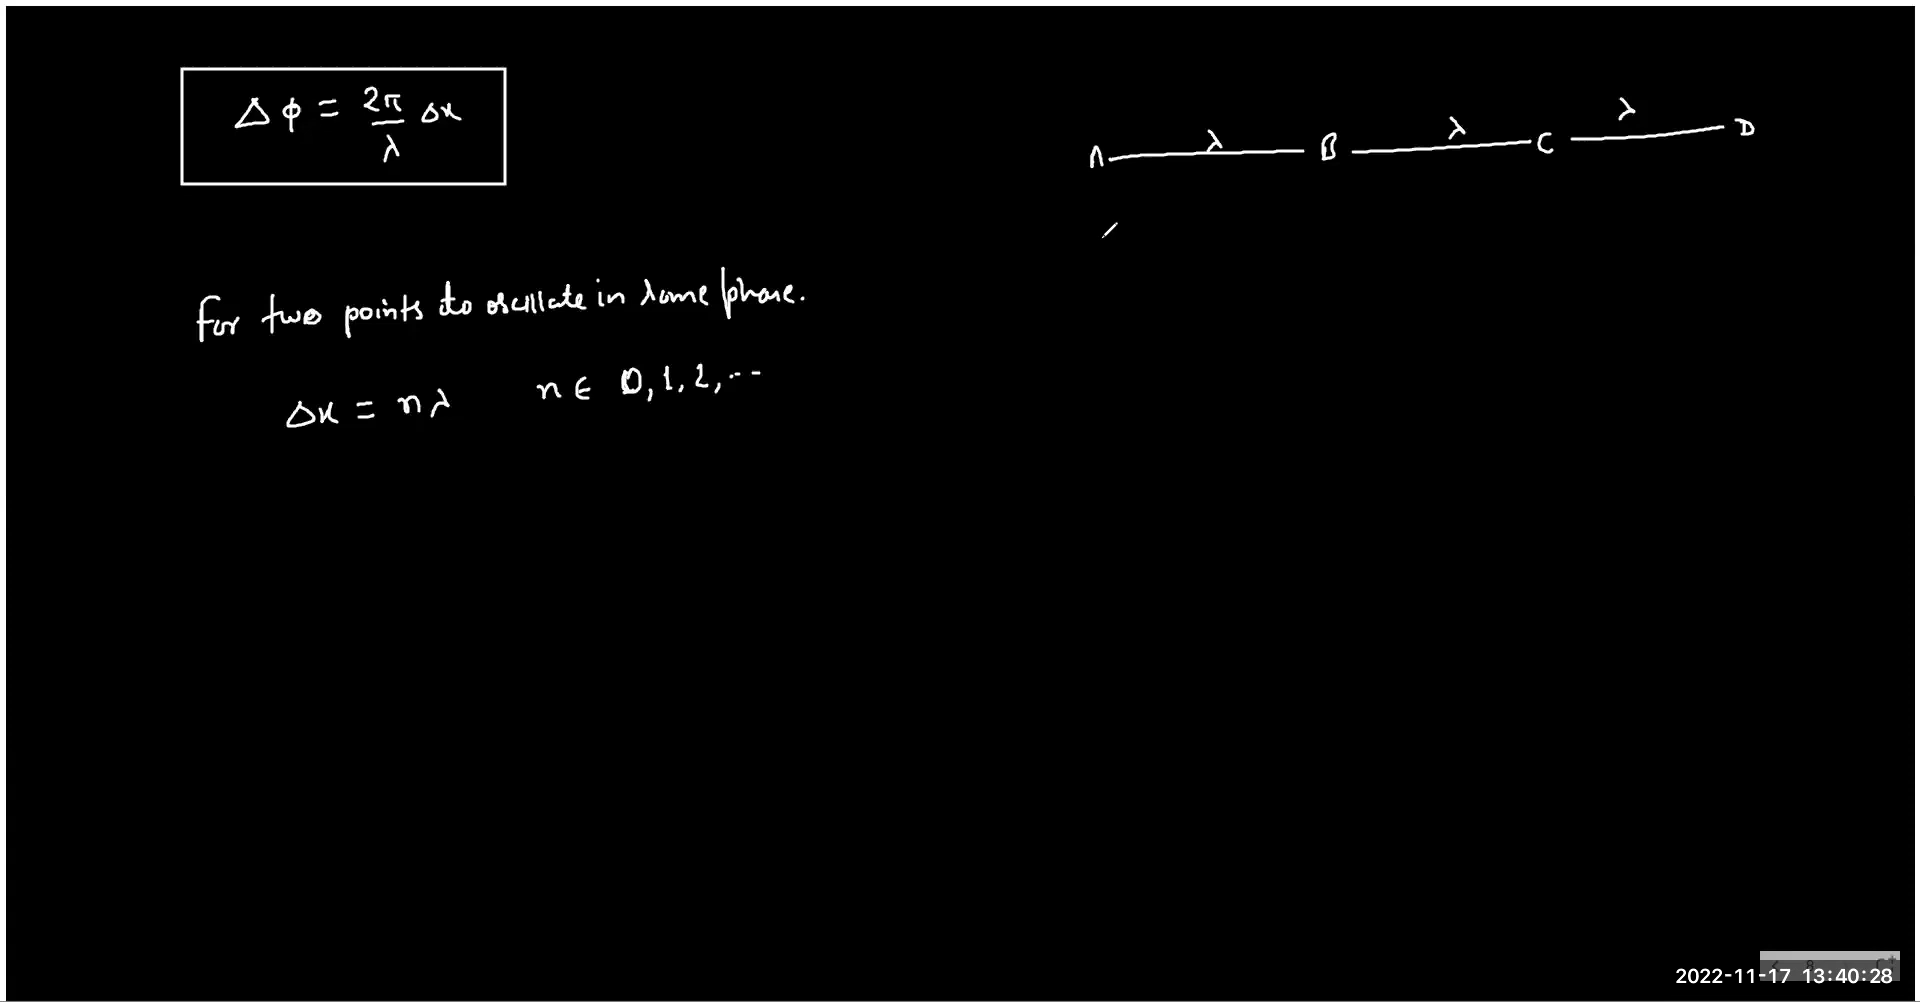 Δφ = 2π/λ Δx
A λ B λ C λ D
For two points to oscillate in same phase.
Δx = nλ n ∈ 0, 1, 2, ...
2022-11-17 13:40:28